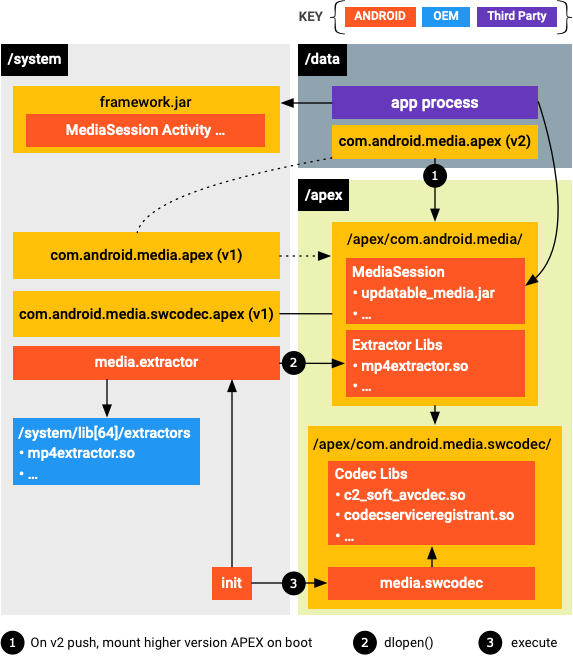 KEY
ANDROID
OEM
Third Party
/system
framework.jar
MediaSession Activity ...
com.android.media.apex (v1)
com.android.media.swcodec.apex (v1)
media.extractor
/system/lib[64]/extractors
• mp4extractor.so
• ...
init
/data
app process
com.android.media.apex (v2)
1
/apex
/apex/com.android.media/
MediaSession
• updatable_media.jar
• ...
Extractor Libs
• mp4extractor.so
• ...
2
/apex/com.android.media.swcodec/
Codec Libs
• c2_soft_avcdec.so
• codecserviceregistrant.so
• ...
3
media.swcodec
1 On v2 push, mount higher version APEX on boot
2 dlopen()
3 execute